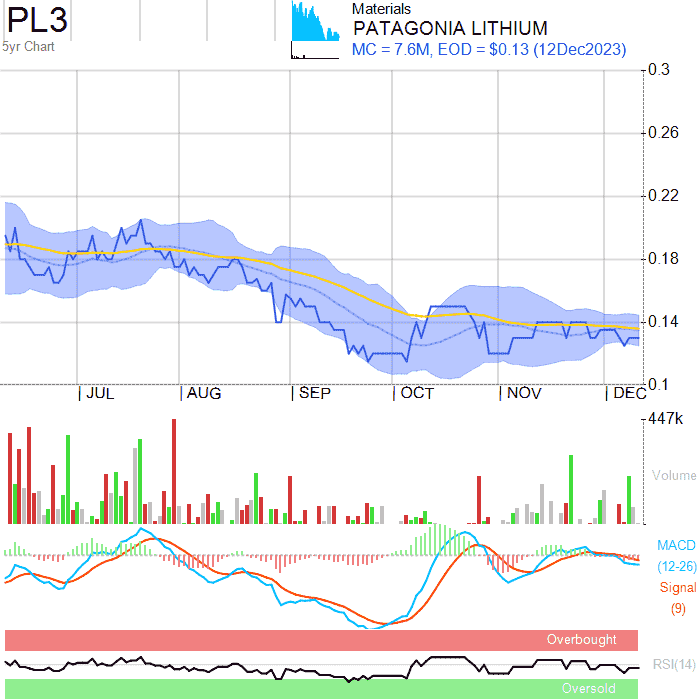 PL3
5yr Chart
Materials
PATAGONIA LITHIUM
MC = 7.6M, EOD = $0.13 (12Dec2023)
0.3
0.26
0.22
0.18
0.14
0.1
JUL AUG SEP OCT NOV DEC
447k
Volume
MACD
(12-26)
Signal
(9)
Overbought
RSI(14)
Oversold